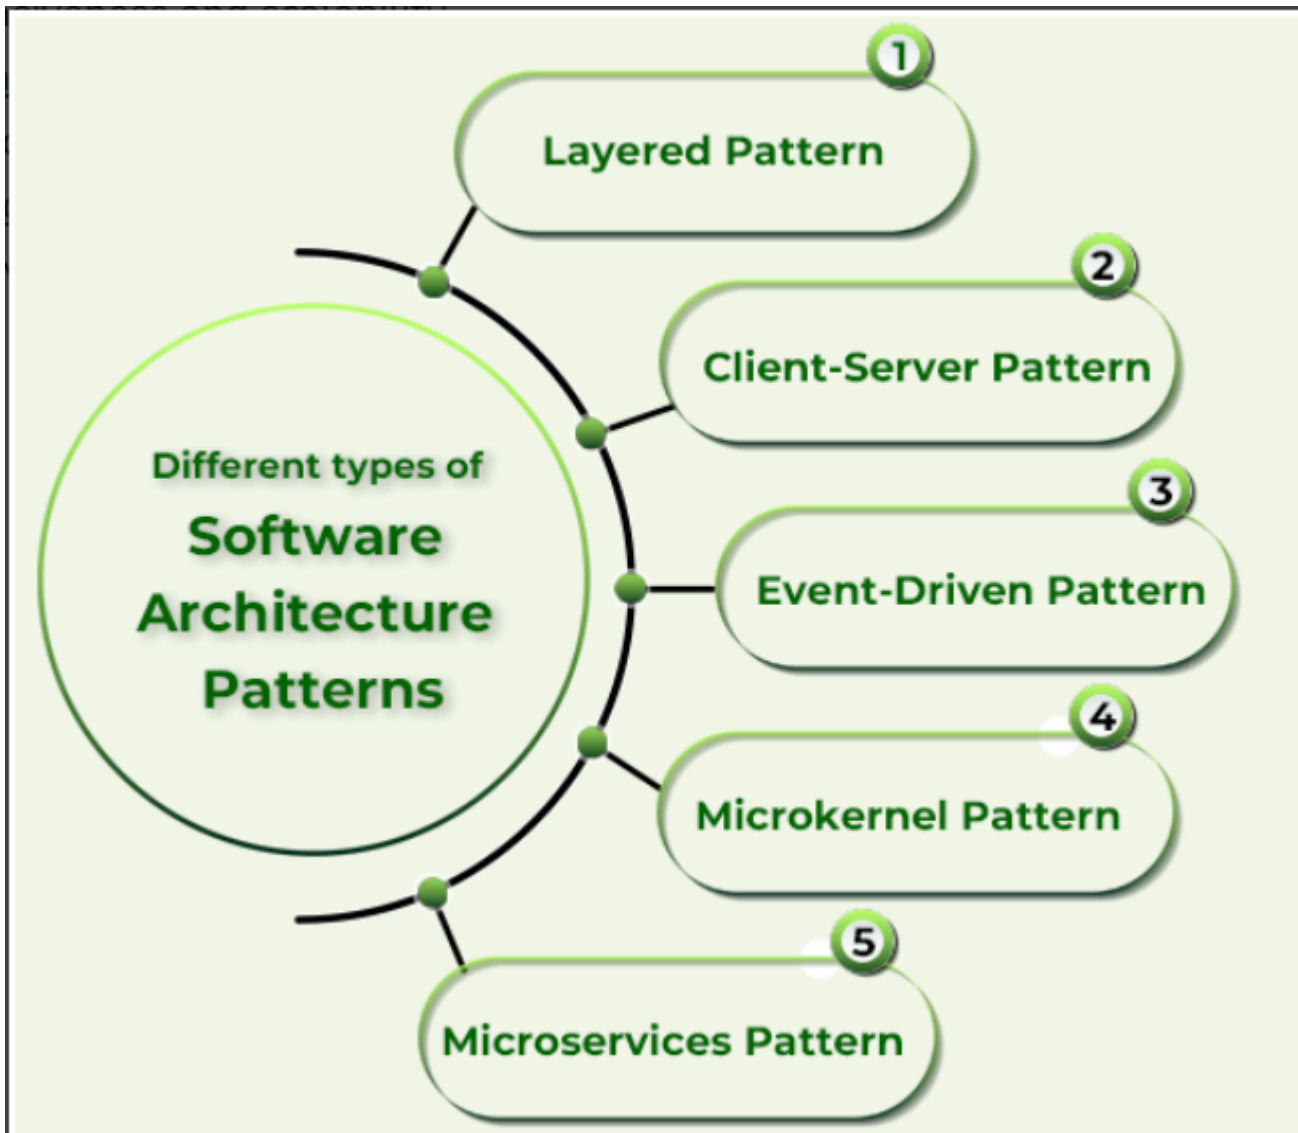 Different types of
Software
Architecture
Patterns
1
Layered Pattern
2
Client-Server Pattern
3
Event-Driven Pattern
4
Microkernel Pattern
5
Microservices Pattern